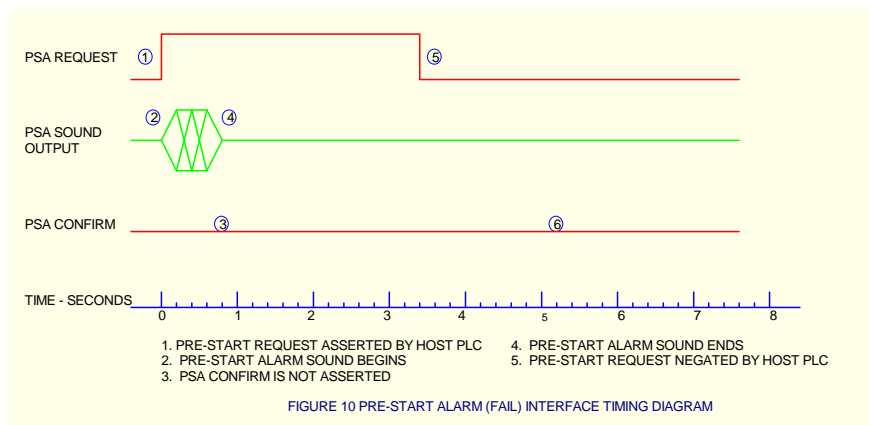 PSA REQUEST
1
5
2
4
PSA SOUND
OUTPUT
PSA CONFIRM
3
6
TIME - SECONDS
0 1 2 3 4 5 6 7 8
1. PRE-START REQUEST ASSERTED BY HOST PLC
2. PRE-START ALARM SOUND BEGINS
3. PSA CONFIRM IS NOT ASSERTED
4. PRE-START ALARM SOUND ENDS
5. PRE-START REQUEST NEGATED BY HOST PLC
FIGURE 10 PRE-START ALARM (FAIL) INTERFACE TIMING DIAGRAM